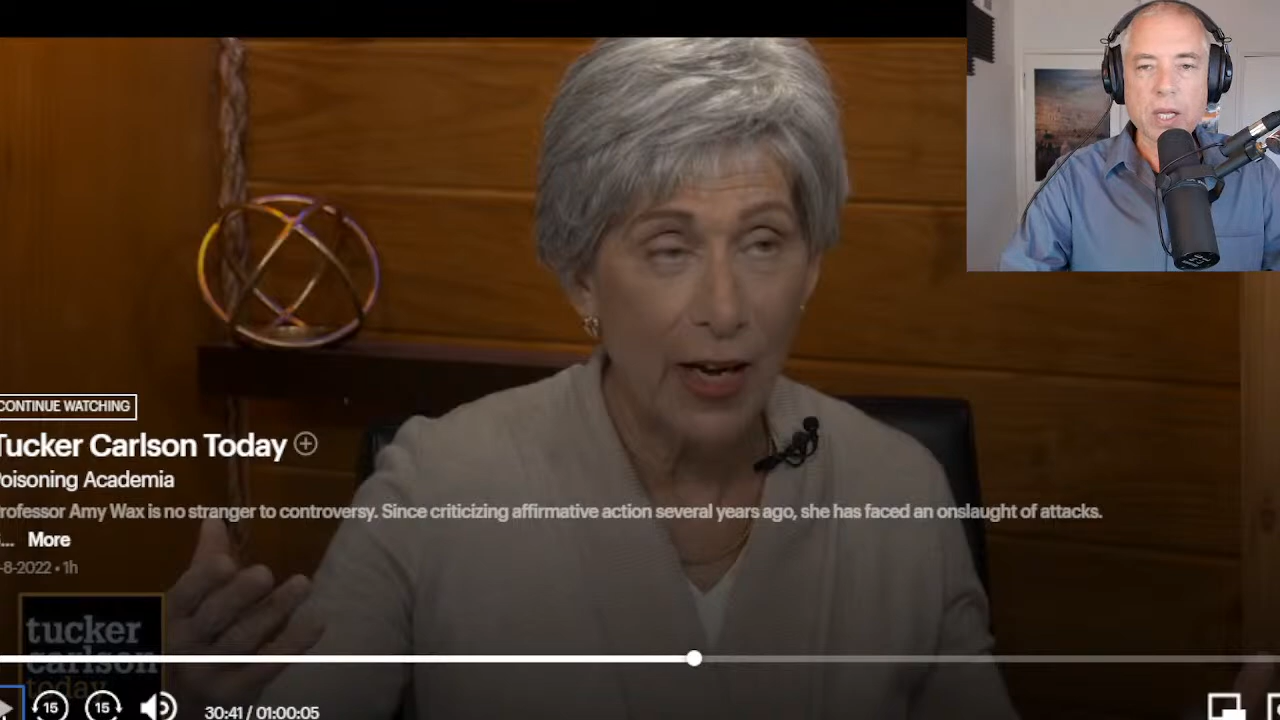 CONTINUE WATCHING
Tucker Carlson Today
Poisoning Academia
Professor Amy Wax is no stranger to controversy. Since criticizing affirmative action several years ago, she has faced an onslaught of attacks.
... More
-8-2022 • 1h
tucker
carlson
today
15 15
30:41 / 01:00:05